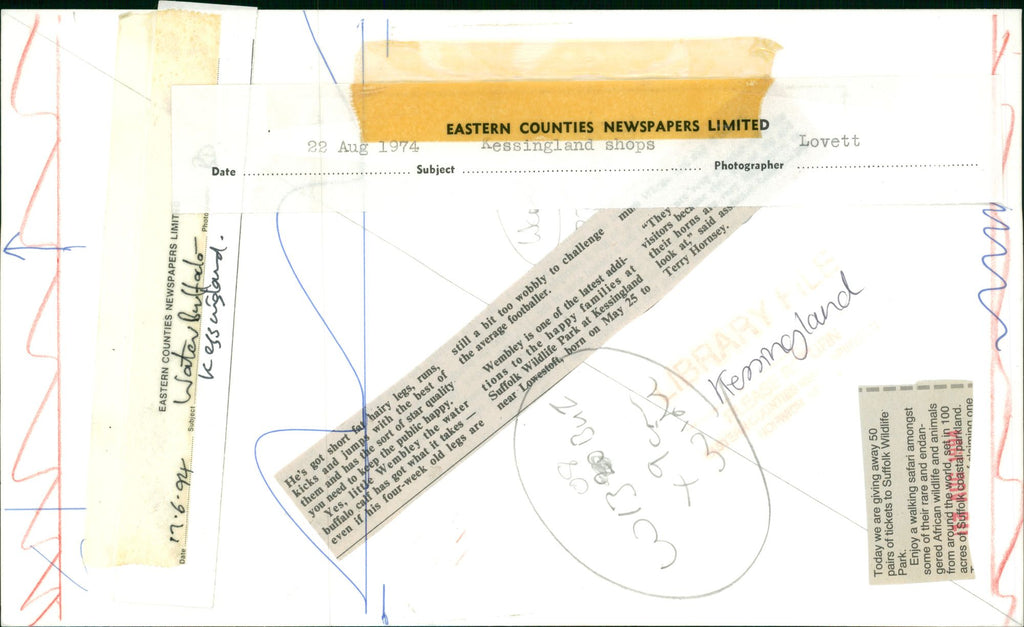 EASTERN COUNTIES NEWSPAPERS LIMITED
22 Aug 1974 Kessingland shops Lovett
Date Subject Photographer
EASTERN COUNTIES NEWSPAPERS LIMIT
17.6.94 Water Buffalo
Kessingland.
Date Subject Photo
He's got short fat hairy legs, runs,
kicks and jumps with the best of
them and has the sort of star quality
you need to keep the public happy.
Yes, little Wembley the water
buffalo calf has got what it takes —
even if his four-week old legs are
still a bit too wobbly to challenge
the average footballer.
Wembley is one of the latest addi-
tions to the happy families at
Suffolk Wildlife Park at Kessingland
near Lowestoft, born on May 25 to
"They
visitors
their horns
look at," said
Terry Hornsey.
LIBRARY FILE
Kessingland
Today we are giving away 50
pairs of tickets to Suffolk Wildlife
Park.
Enjoy a walking safari amongst
some of their rare and endan-
gered African wildlife and animals
from around the world, set in 100
acres of Suffolk coastal parkland.